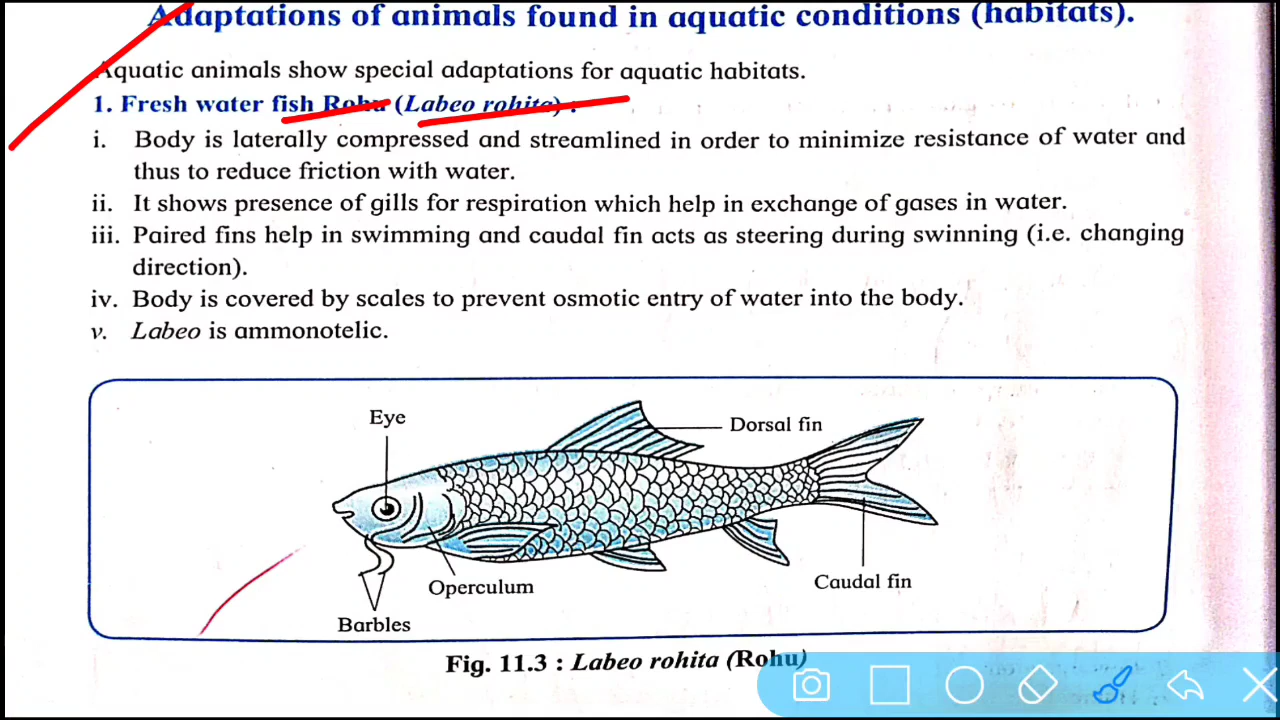 Adaptations of animals found in aquatic conditions (habitats).
Aquatic animals show special adaptations for aquatic habitats.
1. Fresh water fish Rohu (Labeo rohita) :
i. Body is laterally compressed and streamlined in order to minimize resistance of water and
thus to reduce friction with water.
ii. It shows presence of gills for respiration which help in exchange of gases in water.
iii. Paired fins help in swimming and caudal fin acts as steering during swinning (i.e. changing
direction).
iv. Body is covered by scales to prevent osmotic entry of water into the body.
v. Labeo is ammonotelic.
Eye
Dorsal fin
Operculum
Caudal fin
Barbles
Fig. 11.3 : Labeo rohita (Rohu)